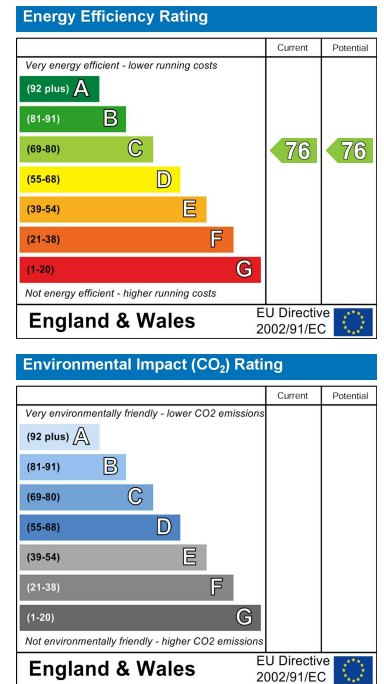 Energy Efficiency Rating
Current Potential
Very energy efficient - lower running costs
(92 plus) A
(81-91) B
(69-80) C 76 76
(55-68) D
(39-54) E
(21-38) F
(1-20) G
Not energy efficient - higher running costs
England & Wales EU Directive 2002/91/EC
Environmental Impact (CO₂) Rating
Current Potential
Very environmentally friendly - lower CO2 emissions
(92 plus) A
(81-91) B
(69-80) C
(55-68) D
(39-54) E
(21-38) F
(1-20) G
Not environmentally friendly - higher CO2 emissions
England & Wales EU Directive 2002/91/EC